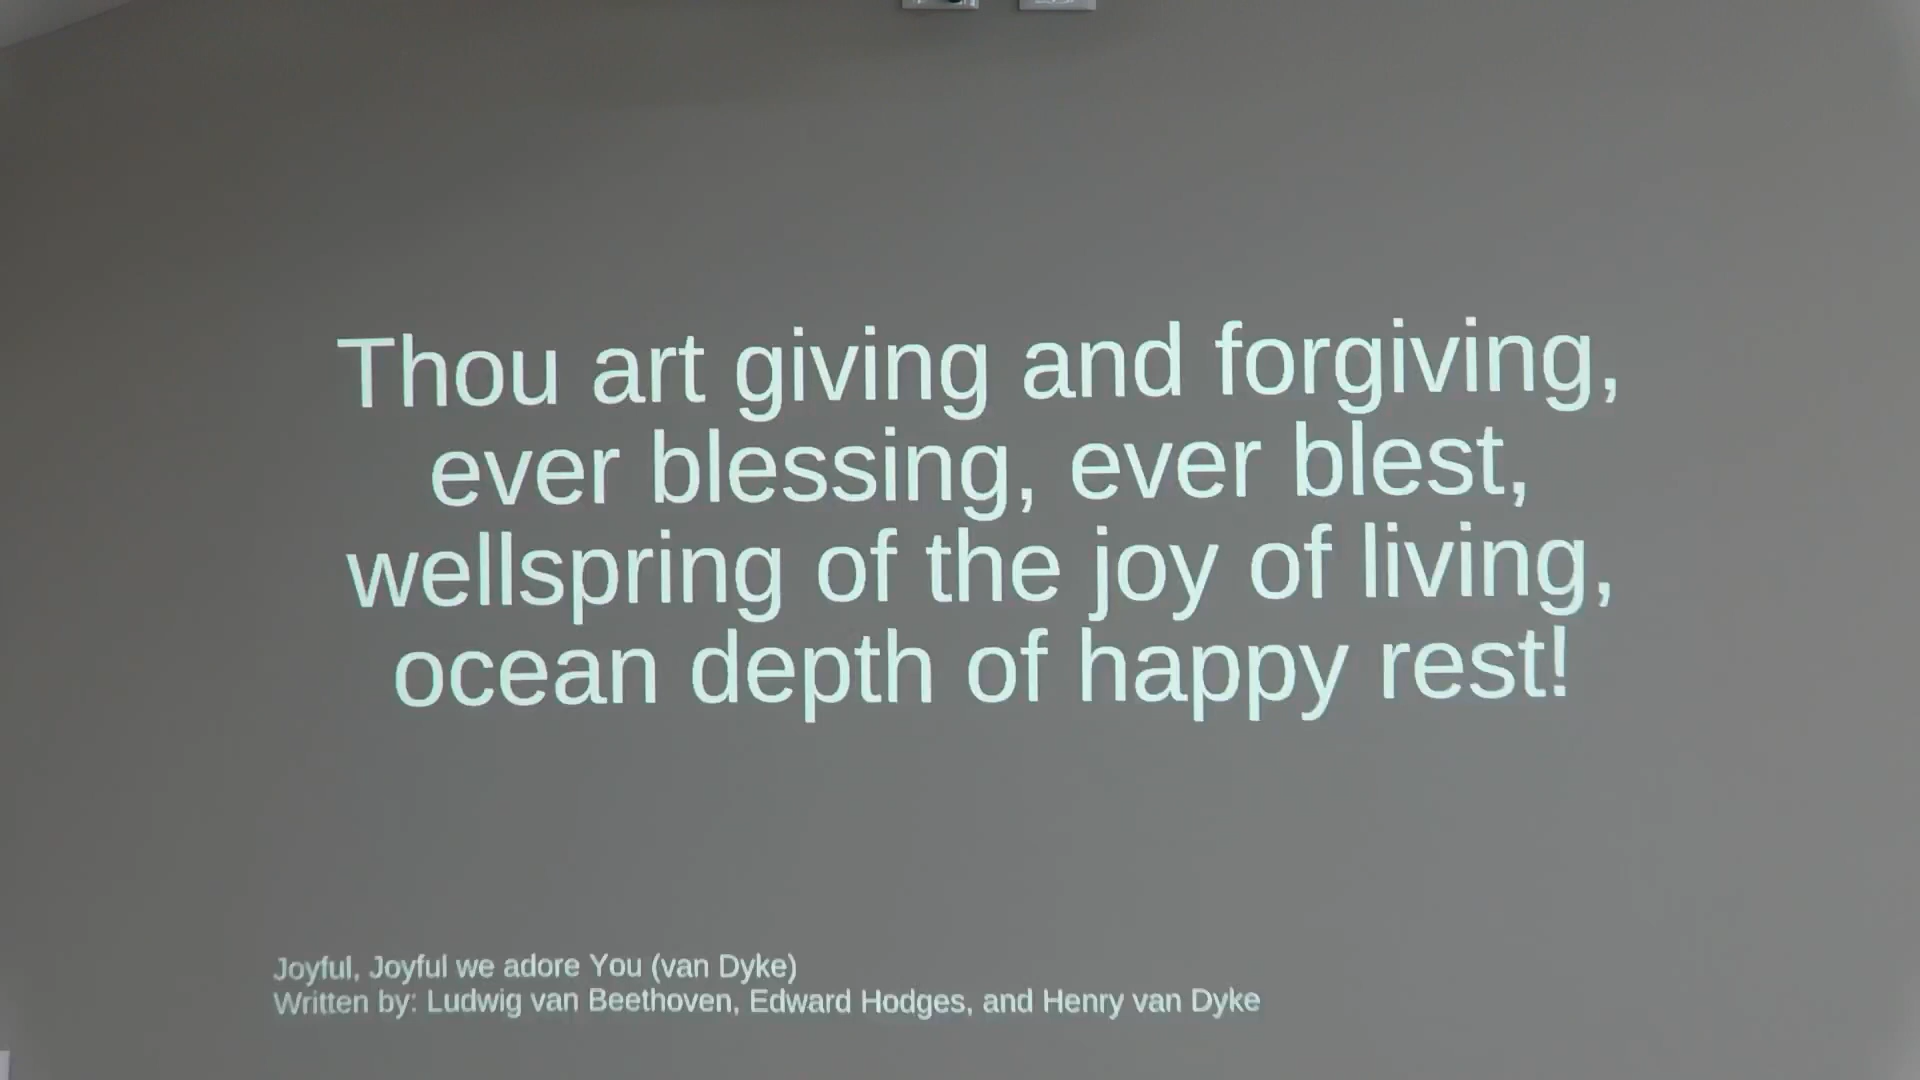 Thou art giving and forgiving,
ever blessing, ever blest,
wellspring of the joy of living,
ocean depth of happy rest!
Joyful, Joyful we adore You (van Dyke)
Written by: Ludwig van Beethoven, Edward Hodges, and Henry van Dyke